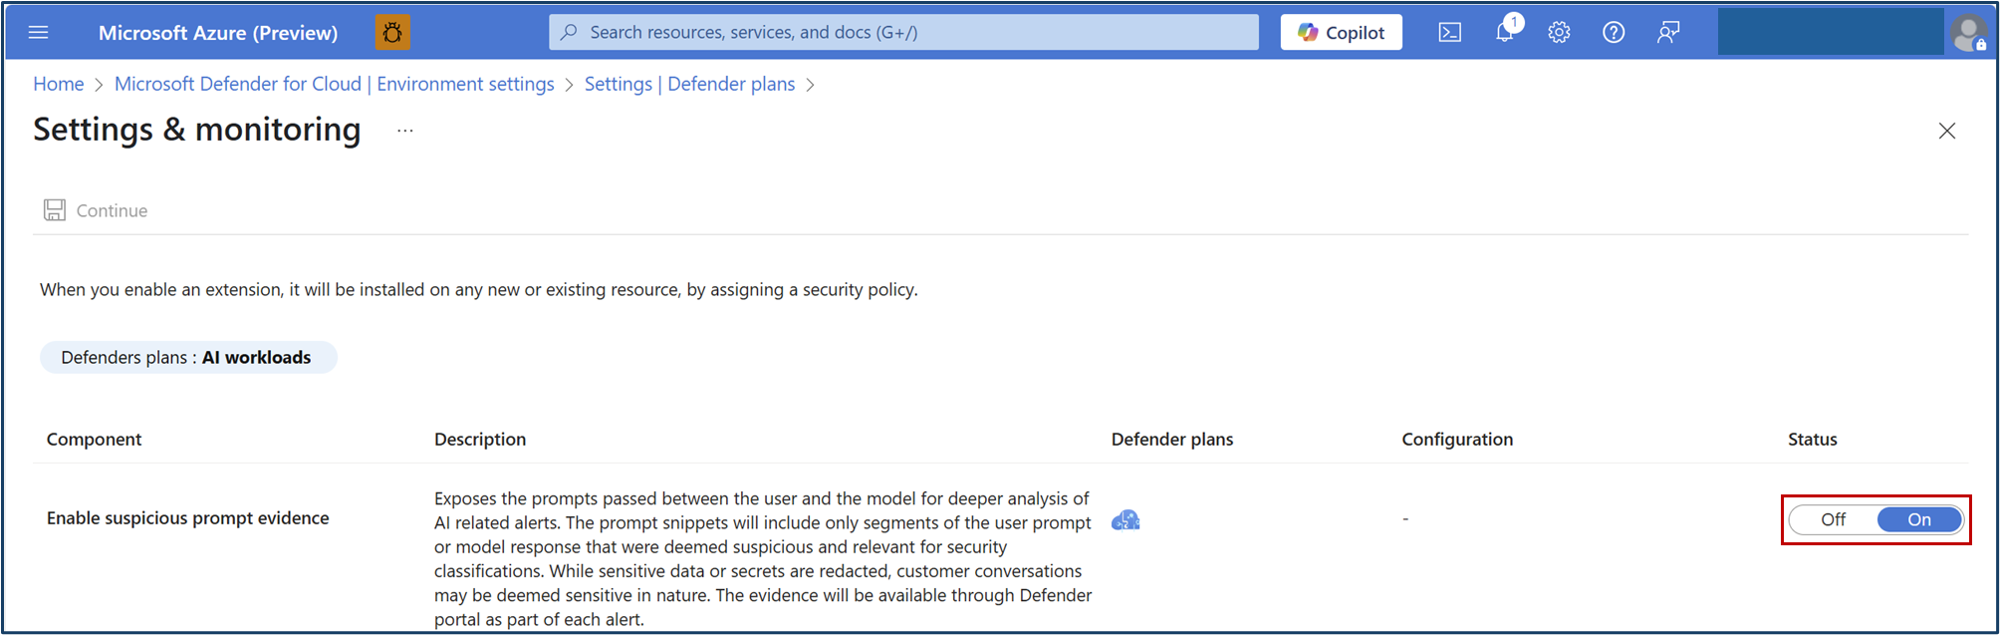 Microsoft Azure (Preview)
Search resources, services, and docs (G+/)
Copilot
1
Home > Microsoft Defender for Cloud | Environment settings > Settings | Defender plans >
Settings & monitoring ...
Continue
When you enable an extension, it will be installed on any new or existing resource, by assigning a security policy.
Defenders plans : AI workloads
Component Description Defender plans Configuration Status
Enable suspicious prompt evidence
Exposes the prompts passed between the user and the model for deeper analysis of
AI related alerts. The prompt snippets will include only segments of the user prompt
or model response that were deemed suspicious and relevant for security
classifications. While sensitive data or secrets are redacted, customer conversations
may be deemed sensitive in nature. The evidence will be available through Defender
portal as part of each alert.
-
Off On